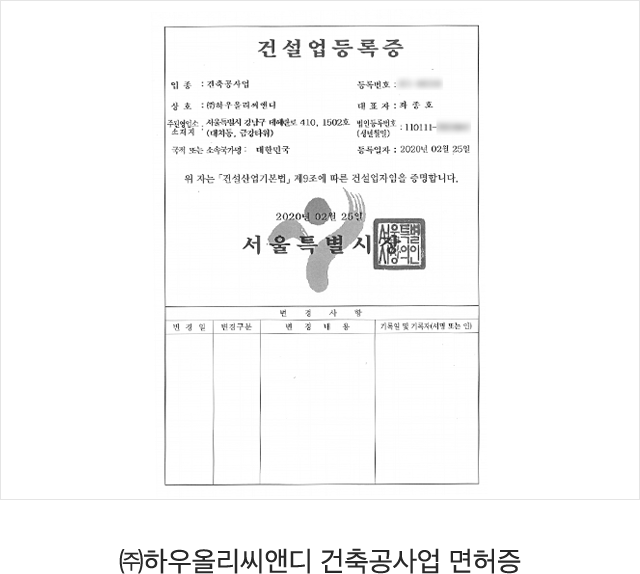 건설업등록증
업 종 : 건축공사업
등록번호 :
상 호 : ㈜하우올리씨앤디
대 표 자 : 좌 종 호
주된영업소 소재지 : 서울특별시 강남구 테헤란로 410, 1502호 (대치동, 금강타워)
법인등록번호 (생년월일) : 110111-
국적 또는 소속국가명 : 대한민국
등록일자 : 2020년 02월 25일
위 자는 「건설산업기본법」 제9조에 따른 건설업자임을 증명합니다.
2020년 02월 25일
서울특별시장
서울특별
시장의인
변 경 사 항
변 경 일 변경구분 변 경 내 용 기록일 및 기록자(서명 또는 인)
㈜하우올리씨앤디 건축공사업 면허증